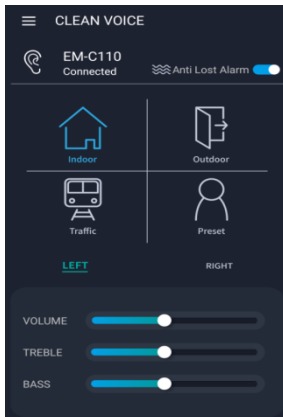 CLEAN VOICE
EM-C110
Connected
Anti Lost Alarm
Indoor
Outdoor
Traffic
Preset
LEFT
RIGHT
VOLUME
TREBLE
BASS